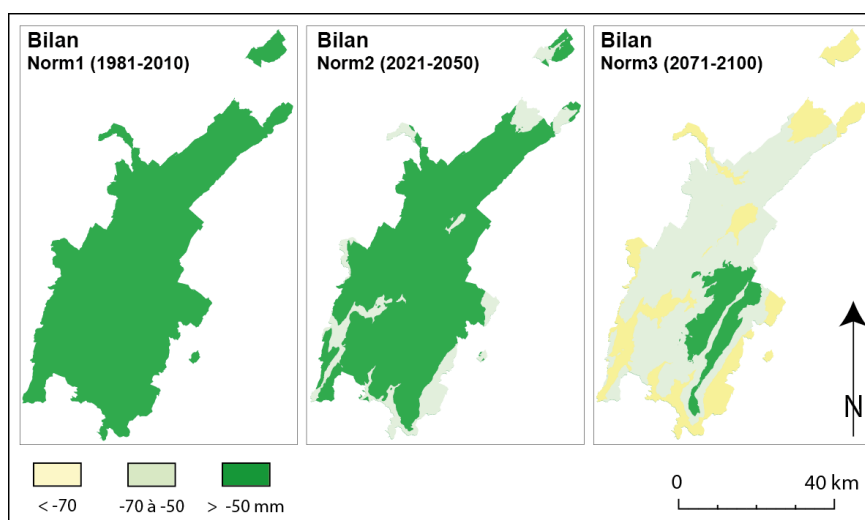 Bilan
Norm1 (1981-2010)
Bilan
Norm2 (2021-2050)
Bilan
Norm3 (2071-2100)
N
< -70
-70 à -50
> -50 mm
0
40 km